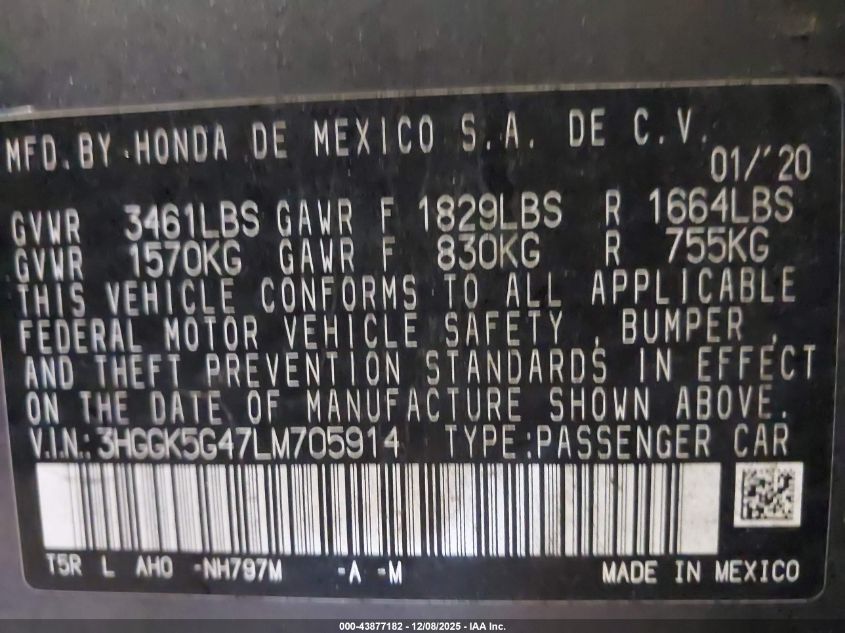 MFD. BY HONDA DE MEXICO S.A. DE C.V.
01/'20
GVWR 3461LBS GAWR F 1829LBS R 1664LBS
GVWR 1570KG GAWR F 830KG R 755KG
THIS VEHICLE CONFORMS TO ALL APPLICABLE
FEDERAL MOTOR VEHICLE SAFETY , BUMPER ,
AND THEFT PREVENTION STANDARDS IN EFFECT
ON THE DATE OF MANUFACTURE SHOWN ABOVE.
V.I.N.: 3HGGK5G47LM705914 TYPE:PASSENGER CAR
T5R L AHO -NH797M -A -M MADE IN MEXICO
000-43877182 - 12/08/2025 - IAA Inc.